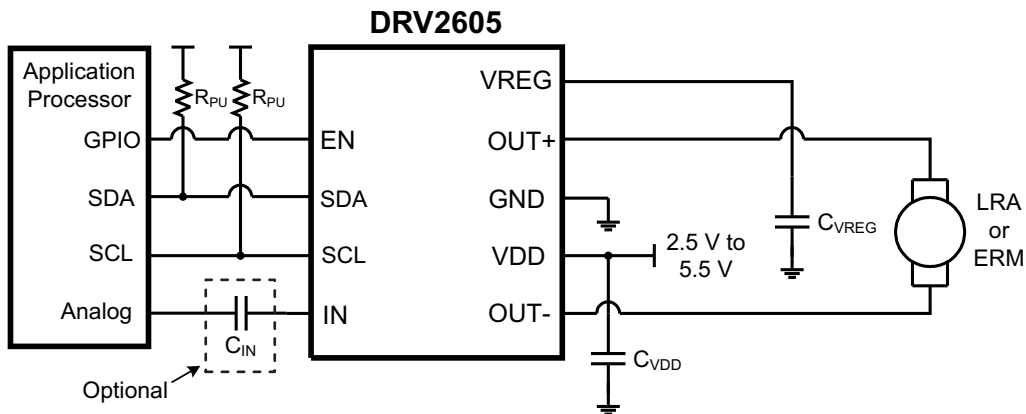 DRV2605
Application
Processor
GPIO
SDA
SCL
Analog
RPU
RPU
CIN
Optional
EN
SDA
SCL
IN
VREG
OUT+
GND
VDD
OUT-
2.5 V to
5.5 V
CVREG
CVDD
LRA
or
ERM